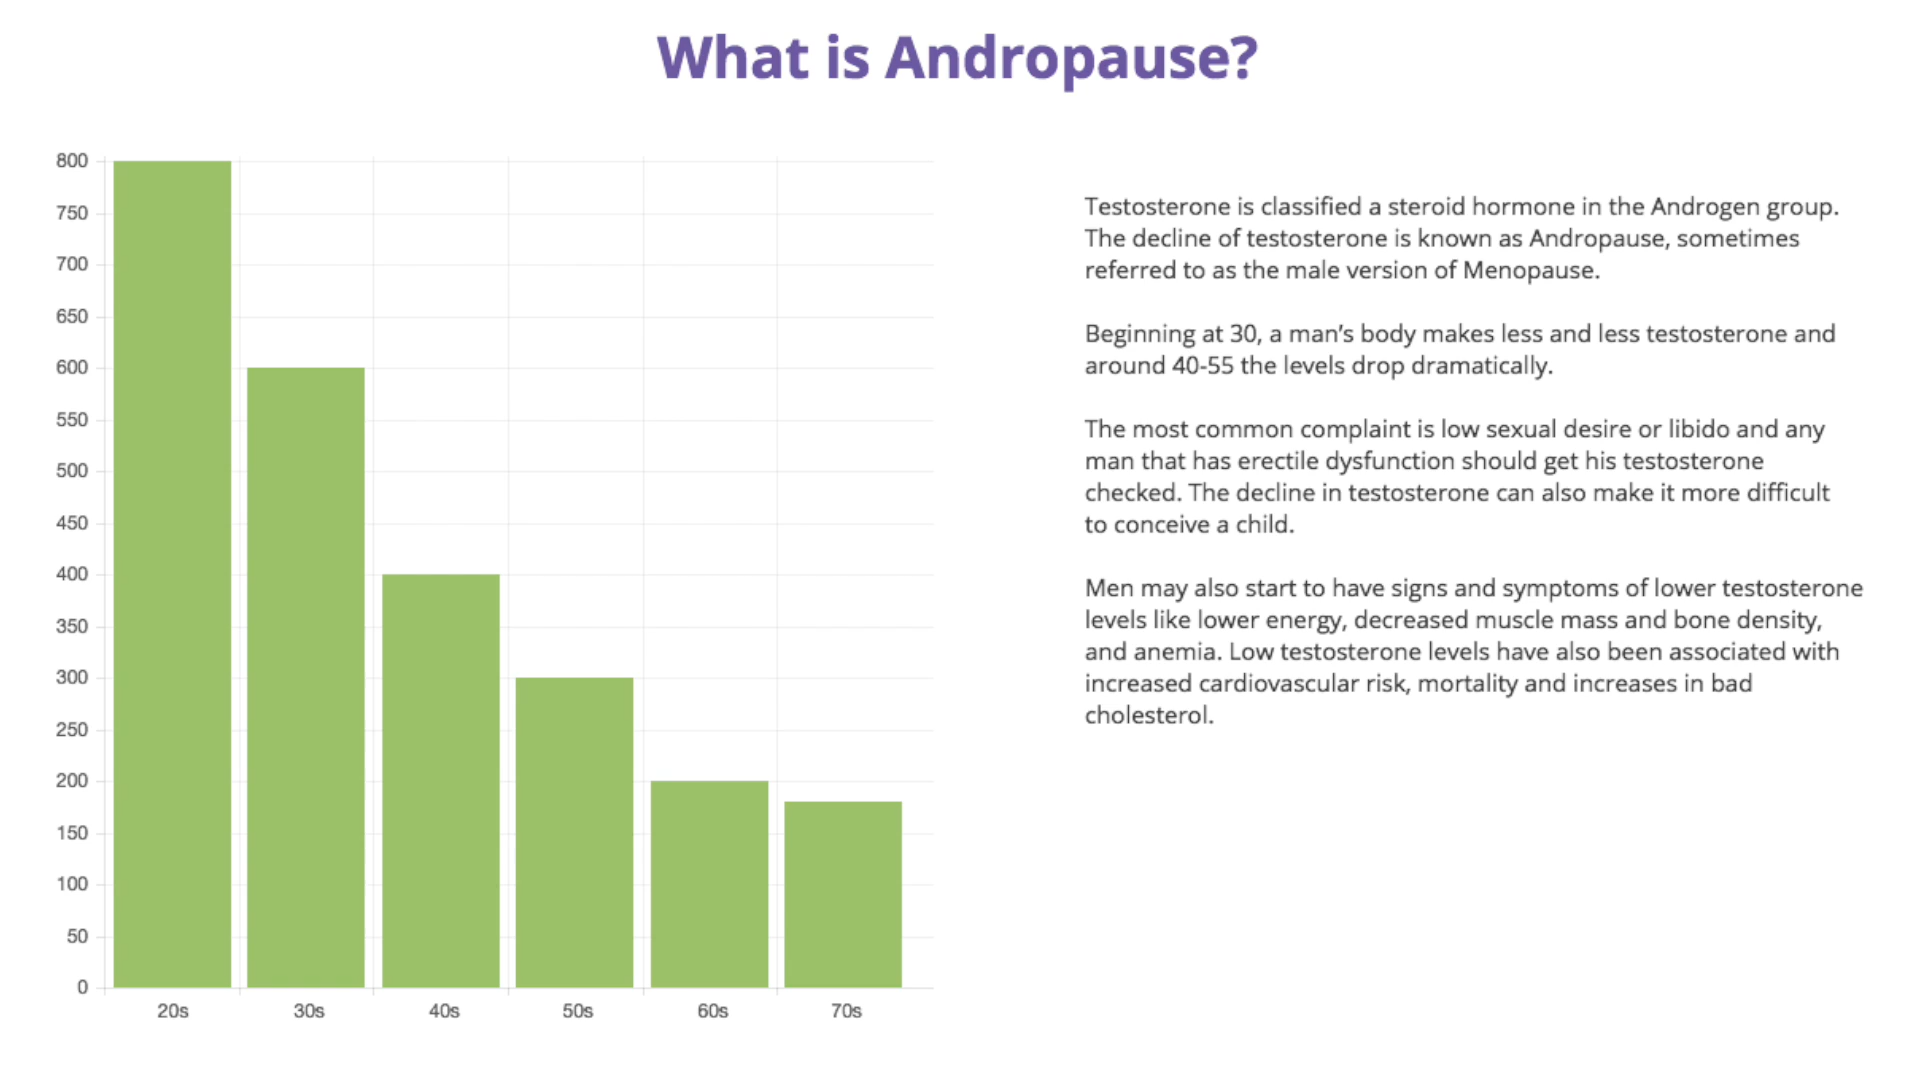 What is Andropause?
800
750
700
650
600
550
500
450
400
350
300
250
200
150
100
50
0
20s 30s 40s 50s 60s 70s
Testosterone is classified a steroid hormone in the Androgen group.
The decline of testosterone is known as Andropause, sometimes
referred to as the male version of Menopause.
Beginning at 30, a man's body makes less and less testosterone and
around 40-55 the levels drop dramatically.
The most common complaint is low sexual desire or libido and any
man that has erectile dysfunction should get his testosterone
checked. The decline in testosterone can also make it more difficult
to conceive a child.
Men may also start to have signs and symptoms of lower testosterone
levels like lower energy, decreased muscle mass and bone density,
and anemia. Low testosterone levels have also been associated with
increased cardiovascular risk, mortality and increases in bad
cholesterol.